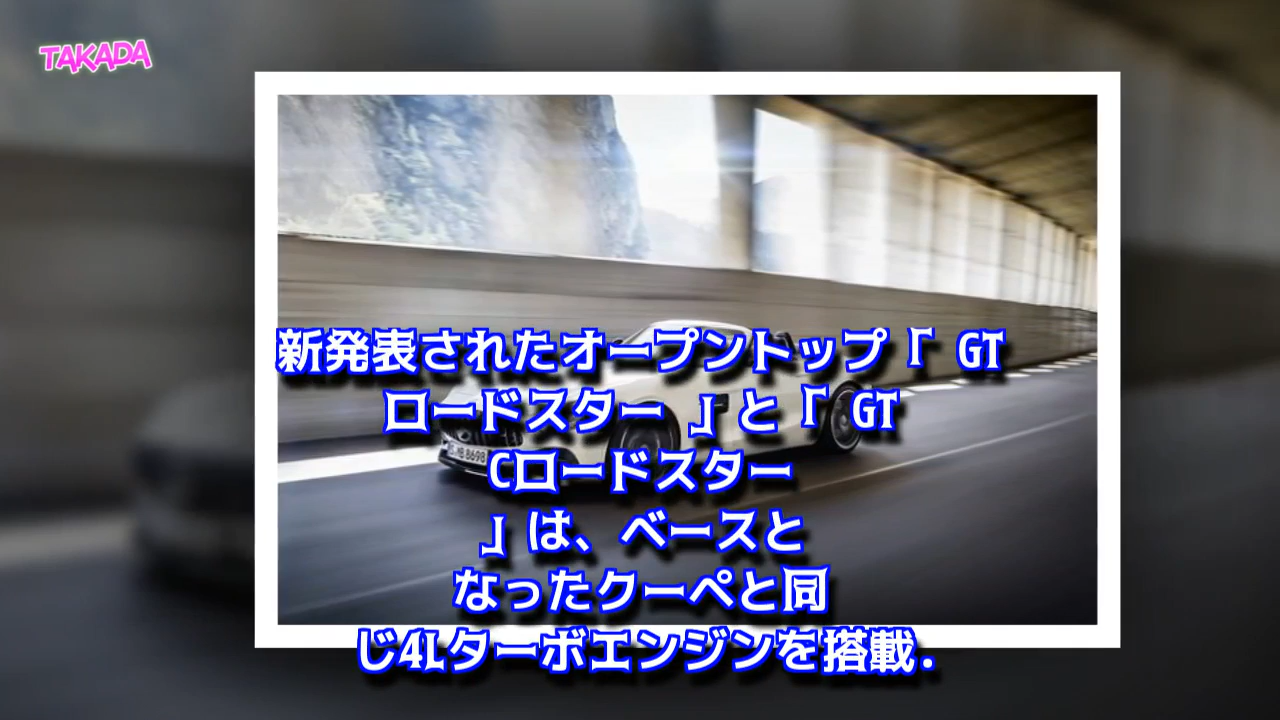 TAKADA
新発表されたオープントップ「 GT
ロードスター 」と「 GT
Cロードスター
」は、ベースと
なったクーペと同
じ4Lターボエンジンを搭載.